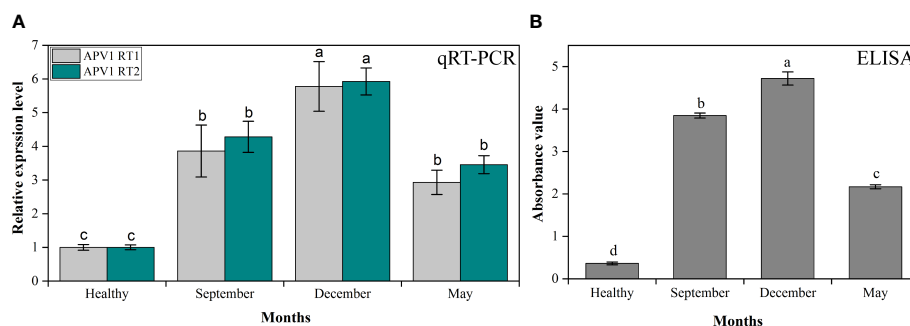 A
APV1 RT1
APV1 RT2
qRT-PCR
Relative exprssion level
7
6
5
4
3
2
1
0
c c b b a a b b
Healthy September December May
Months
B
ELISA
Absorbance value
5
4
3
2
1
0
d b a c
Healthy September December May
Months